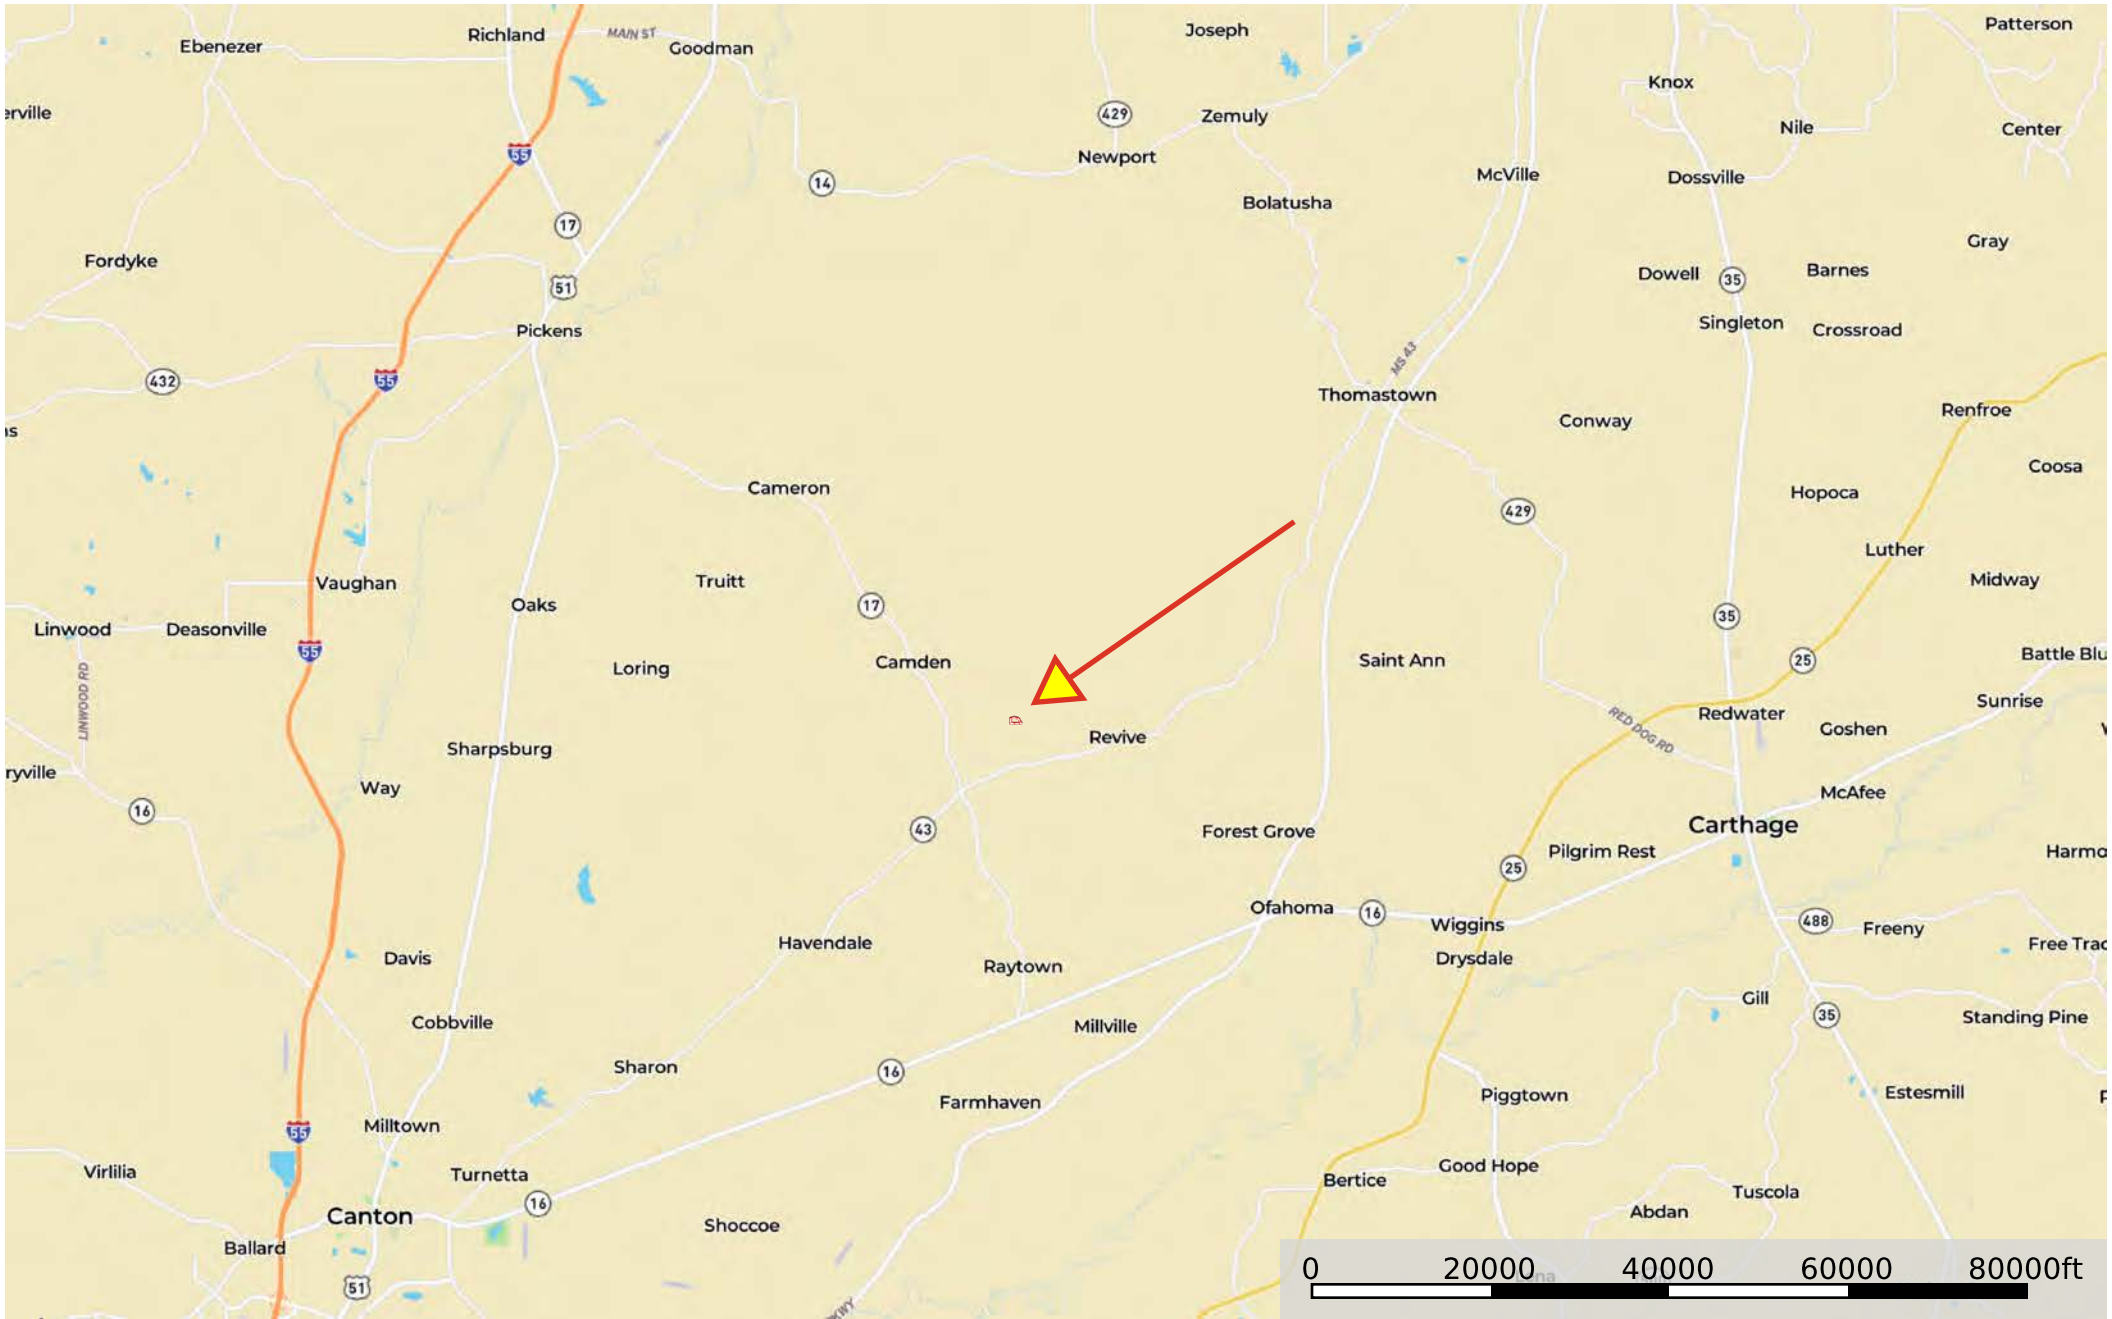 Joseph
Patterson
Richland
MAIN ST
Ebenezer
Goodman
Knox
erville
429
Zemuly
Nile
Center
55
Newport
14
McVille
Dossville
Bolatusha
17
Gray
Fordyke
Dowell
35
Barnes
51
Singleton
Crossroad
Pickens
MS 43
432
55
Thomastown
Renfroe
Conway
Coosa
Cameron
Hopoca
429
Luther
Vaughan
Truitt
Midway
Oaks
17
35
Linwood
Deasonville
55
Loring
Camden
Saint Ann
25
Battle Blu
LINWOOD RD
Sunrise
RED DOG RD
Redwater
Goshen
Sharpsburg
Revive
ryville
Way
McAfee
16
43
Forest Grove
Carthage
Pilgrim Rest
Harmo
25
Ofahoma
16
Wiggins
488
Freeny
Havendale
Free Trac
Davis
Raytown
Drysdale
Gill
Cobbville
Millville
35
Standing Pine
Sharon
16
Farmhaven
Piggtown
Estesmill
Milltown
55
Virlilia
Turnetta
Good Hope
Bertice
Tuscola
16
Canton
Shoccoe
Abdan
Ballard
51
KWY
0 20000 40000 60000 80000ft